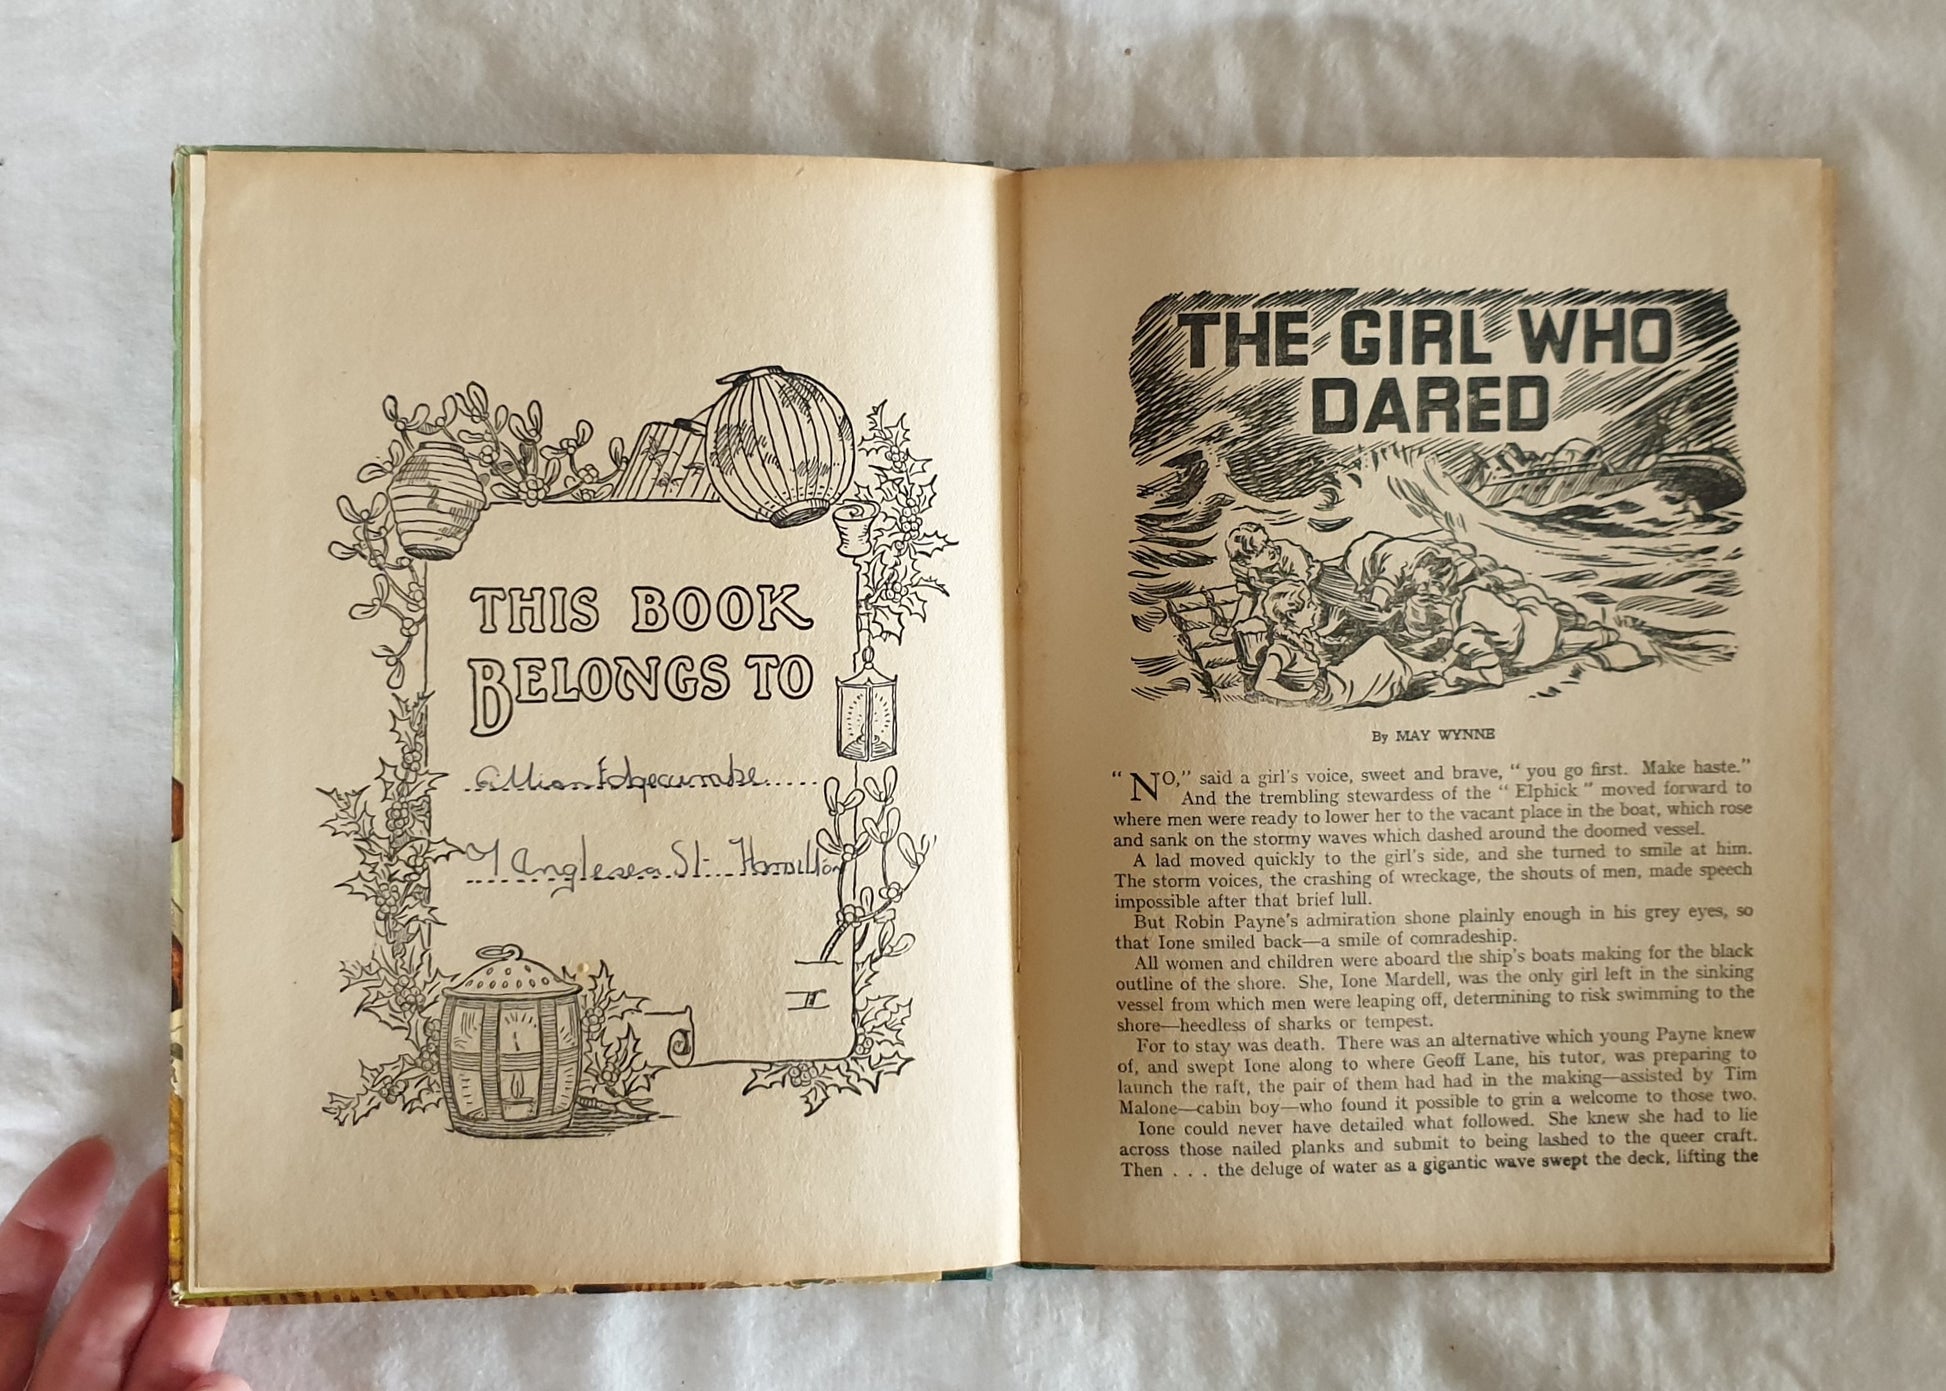 THIS BOOK
BELONGS TO
Edgecumbe
7 Anglesea St. Hamilton
THE GIRL WHO
DARED
By MAY WYNNE
"NO," said a girl's voice, sweet and brave, "you go first. Make haste."
And the trembling stewardess of the "Elphick" moved forward to
where men were ready to lower her to the vacant place in the boat, which rose
and sank on the stormy waves which dashed around the doomed vessel.
A lad moved quickly to the girl's side, and she turned to smile at him.
The storm voices, the crashing of wreckage, the shouts of men, made speech
impossible after that brief lull.
But Robin Payne's admiration shone plainly enough in his grey eyes, so
that Ione smiled back—a smile of comradeship.
All women and children were aboard the ship's boats making for the black
outline of the shore. She, Ione Mardell, was the only girl left in the sinking
vessel from which men were leaping off, determining to risk swimming to the
shore—heedless of sharks or tempest.
For to stay was death. There was an alternative which young Payne knew
of, and swept Ione along to where Geoff Lane, his tutor, was preparing to
launch the raft, the pair of them had had in the making—assisted by Tim
Malone—cabin boy—who found it possible to grin a welcome to those two.
Ione could never have detailed what followed. She knew she had to lie
across those nailed planks and submit to being lashed to the queer craft.
Then . . . the deluge of water as a gigantic wave swept the deck, lifting the